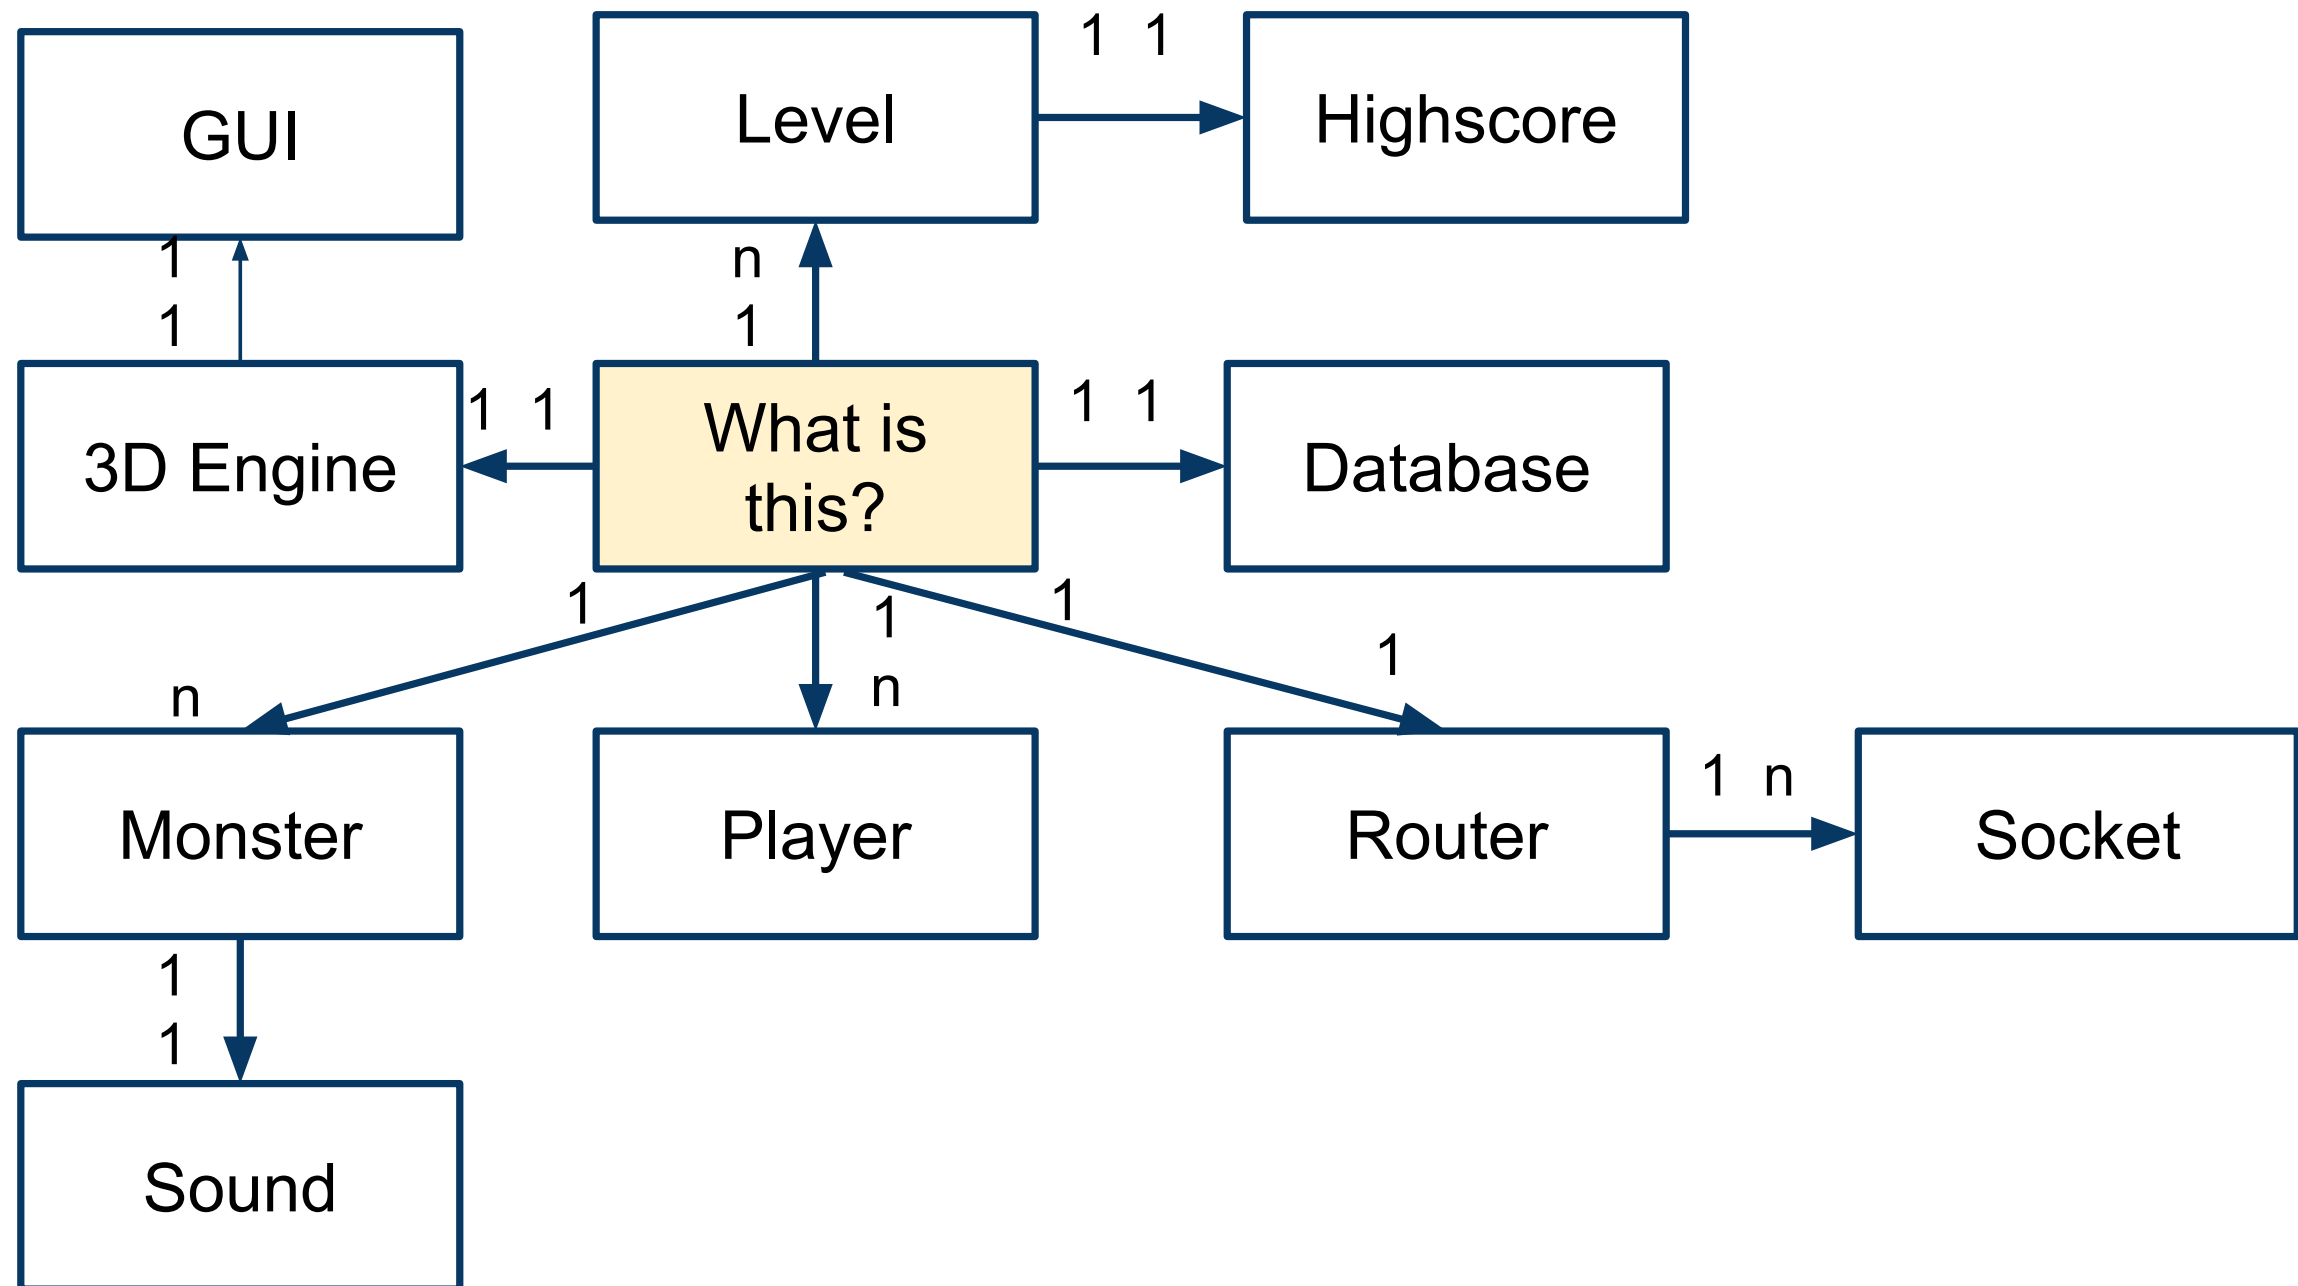 GUI
Level
1 1
Highscore
1
1
n
1
3D Engine
1 1
What is
this?
1 1
Database
1
n
1
n
1
1
Monster
Player
Router
1 n
Socket
1
1
Sound